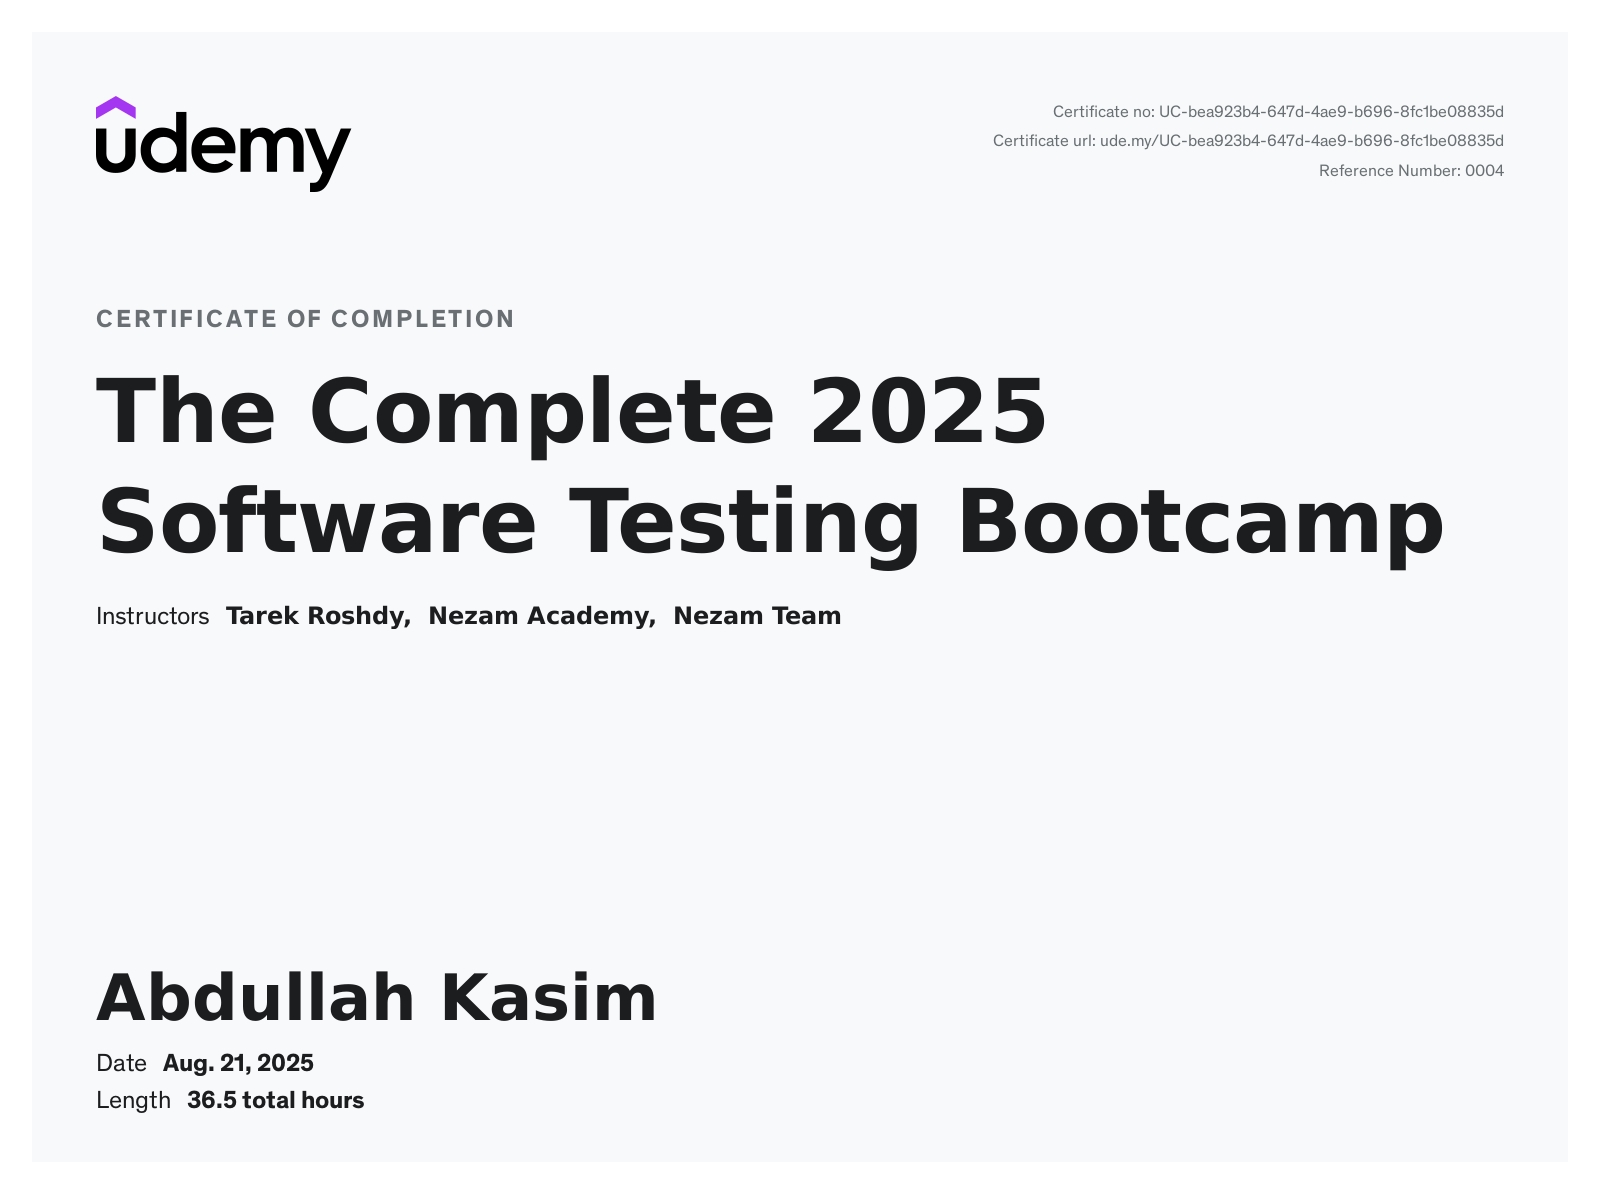 udemy
Certificate no: UC-bea923b4-647d-4ae9-b696-8fc1be08835d
Certificate url: ude.my/UC-bea923b4-647d-4ae9-b696-8fc1be08835d
Reference Number: 0004
CERTIFICATE OF COMPLETION
The Complete 2025
Software Testing Bootcamp
Instructors Tarek Roshdy, Nezam Academy, Nezam Team
Abdullah Kasim
Date Aug. 21, 2025
Length 36.5 total hours